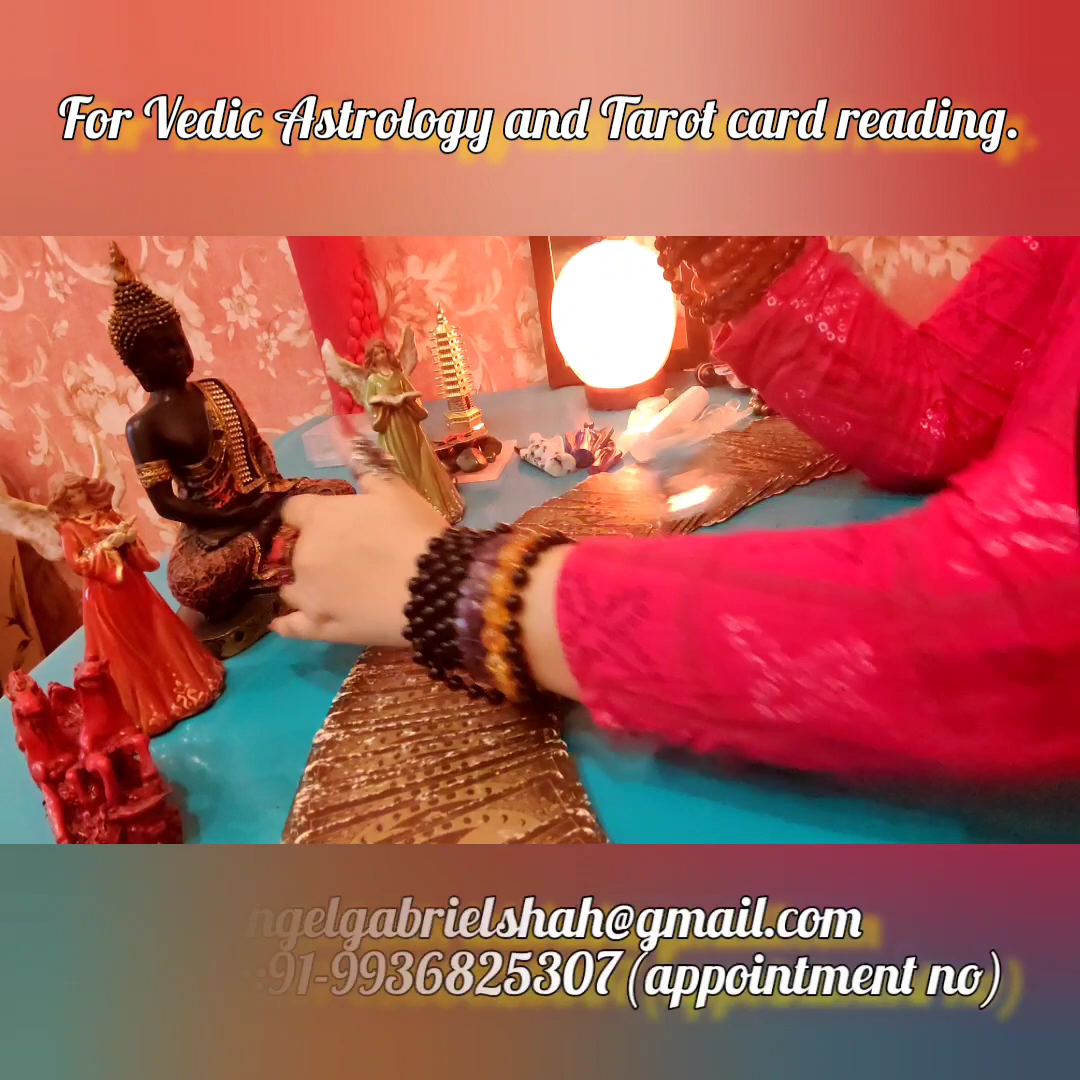 For Vedic Astrology and Tarot card reading.
ngelgabrielshah@gmail.com
:91-9936825307 (appointment no)